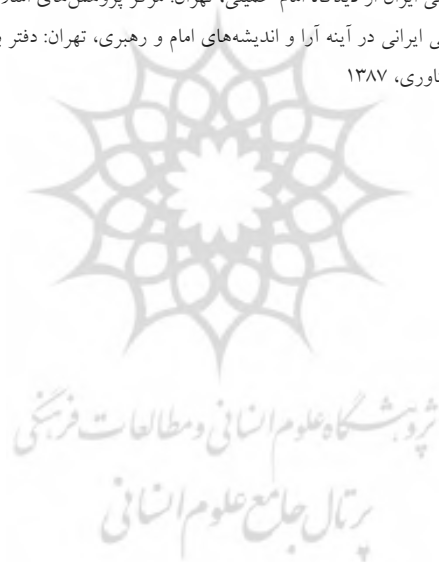 ایران از دیدگاه امام خمینی، تهران: مرکز پژوهش‌های
ی ایرانی در آینه آرا و اندیشه‌های امام و رهبری، تهران: دفتر
اوری، ۱۳۸۷
پژوهشگاه علوم انسانی و مطالعات فرهنگی
پرتال جامع علوم انسانی